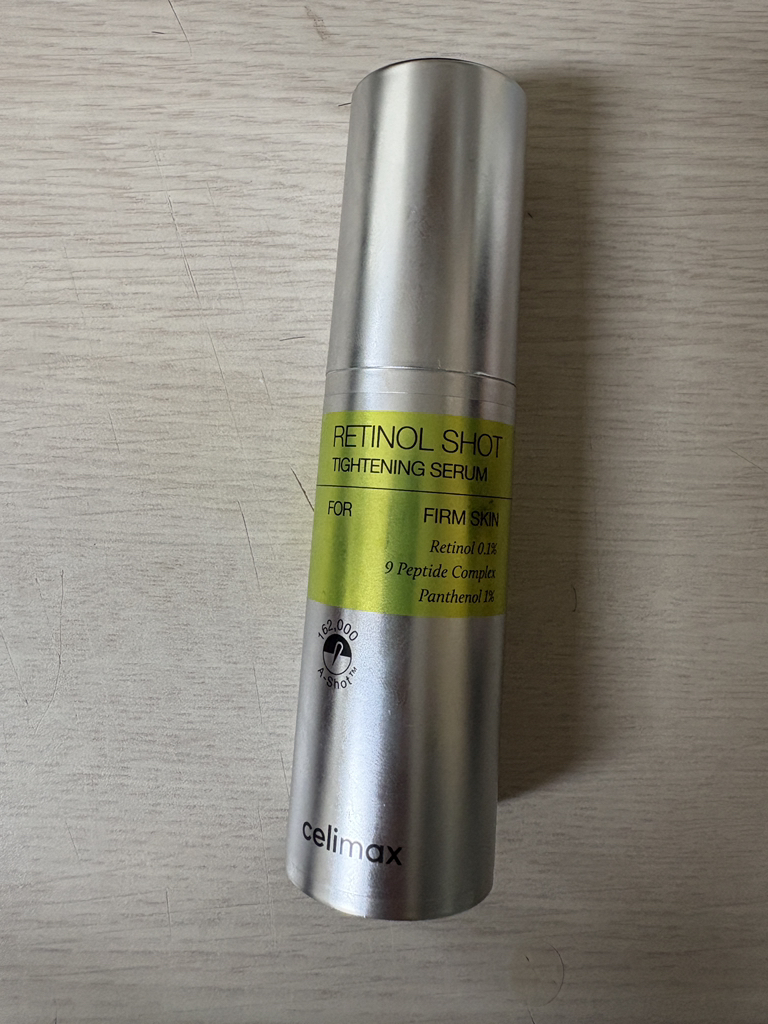 RETINOL SHOT
TIGHTENING SERUM
FOR FIRM SKIN
Retinol 0.1%
9 Peptide Complex
Panthenol 1%
162,000
A-Shot™
celimax